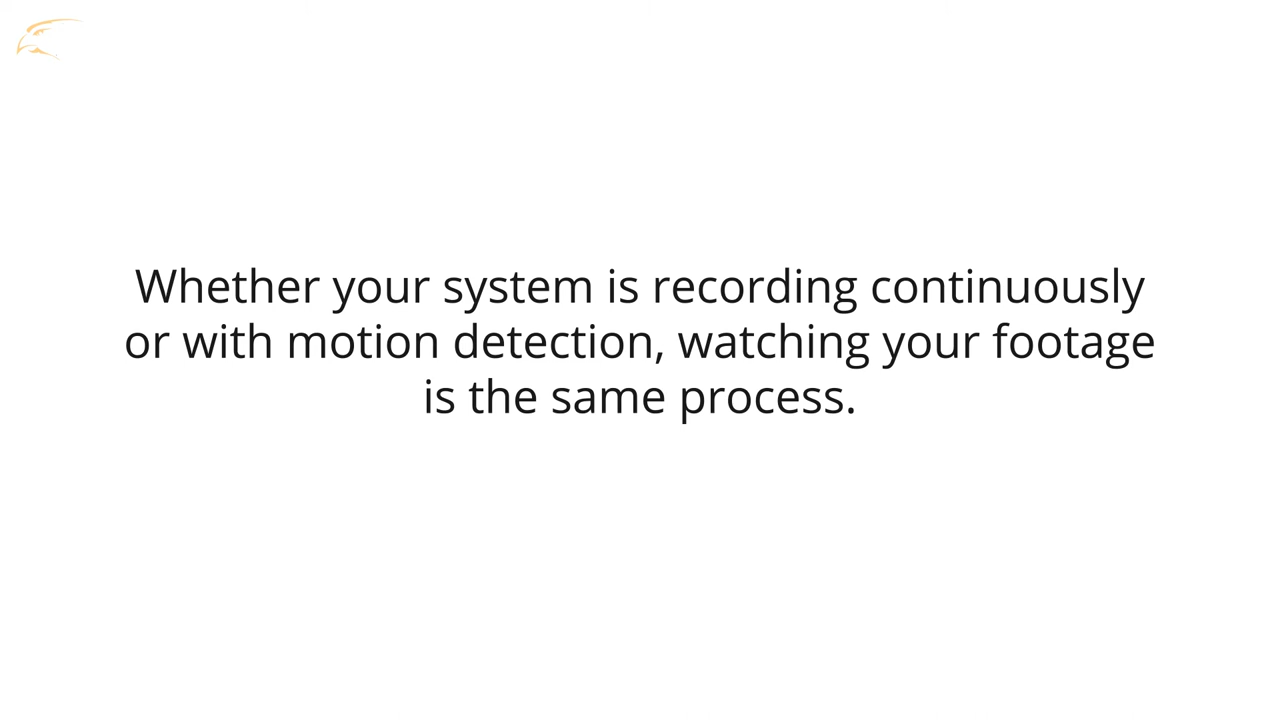 Whether your system is recording continuously
or with motion detection, watching your footage
is the same process.